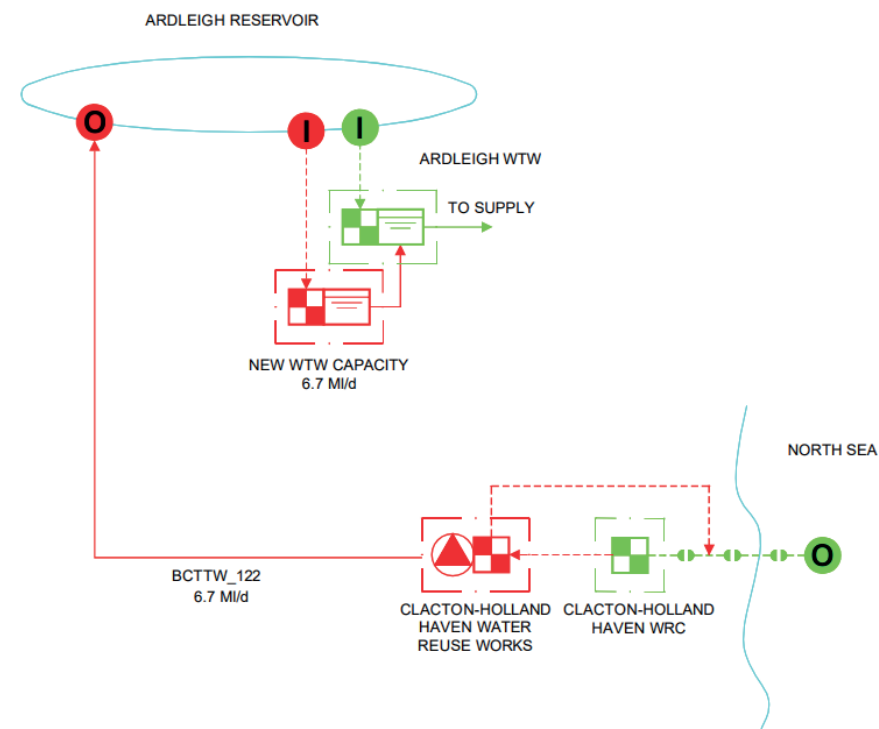 ARDLEIGH RESERVOIR
O
I
I
ARDLEIGH WTW
TO SUPPLY
NEW WTW CAPACITY
6.7 Ml/d
NORTH SEA
O
BCTTW_122
6.7 Ml/d
CLACTON-HOLLAND
HAVEN WATER
REUSE WORKS
CLACTON-HOLLAND
HAVEN WRC